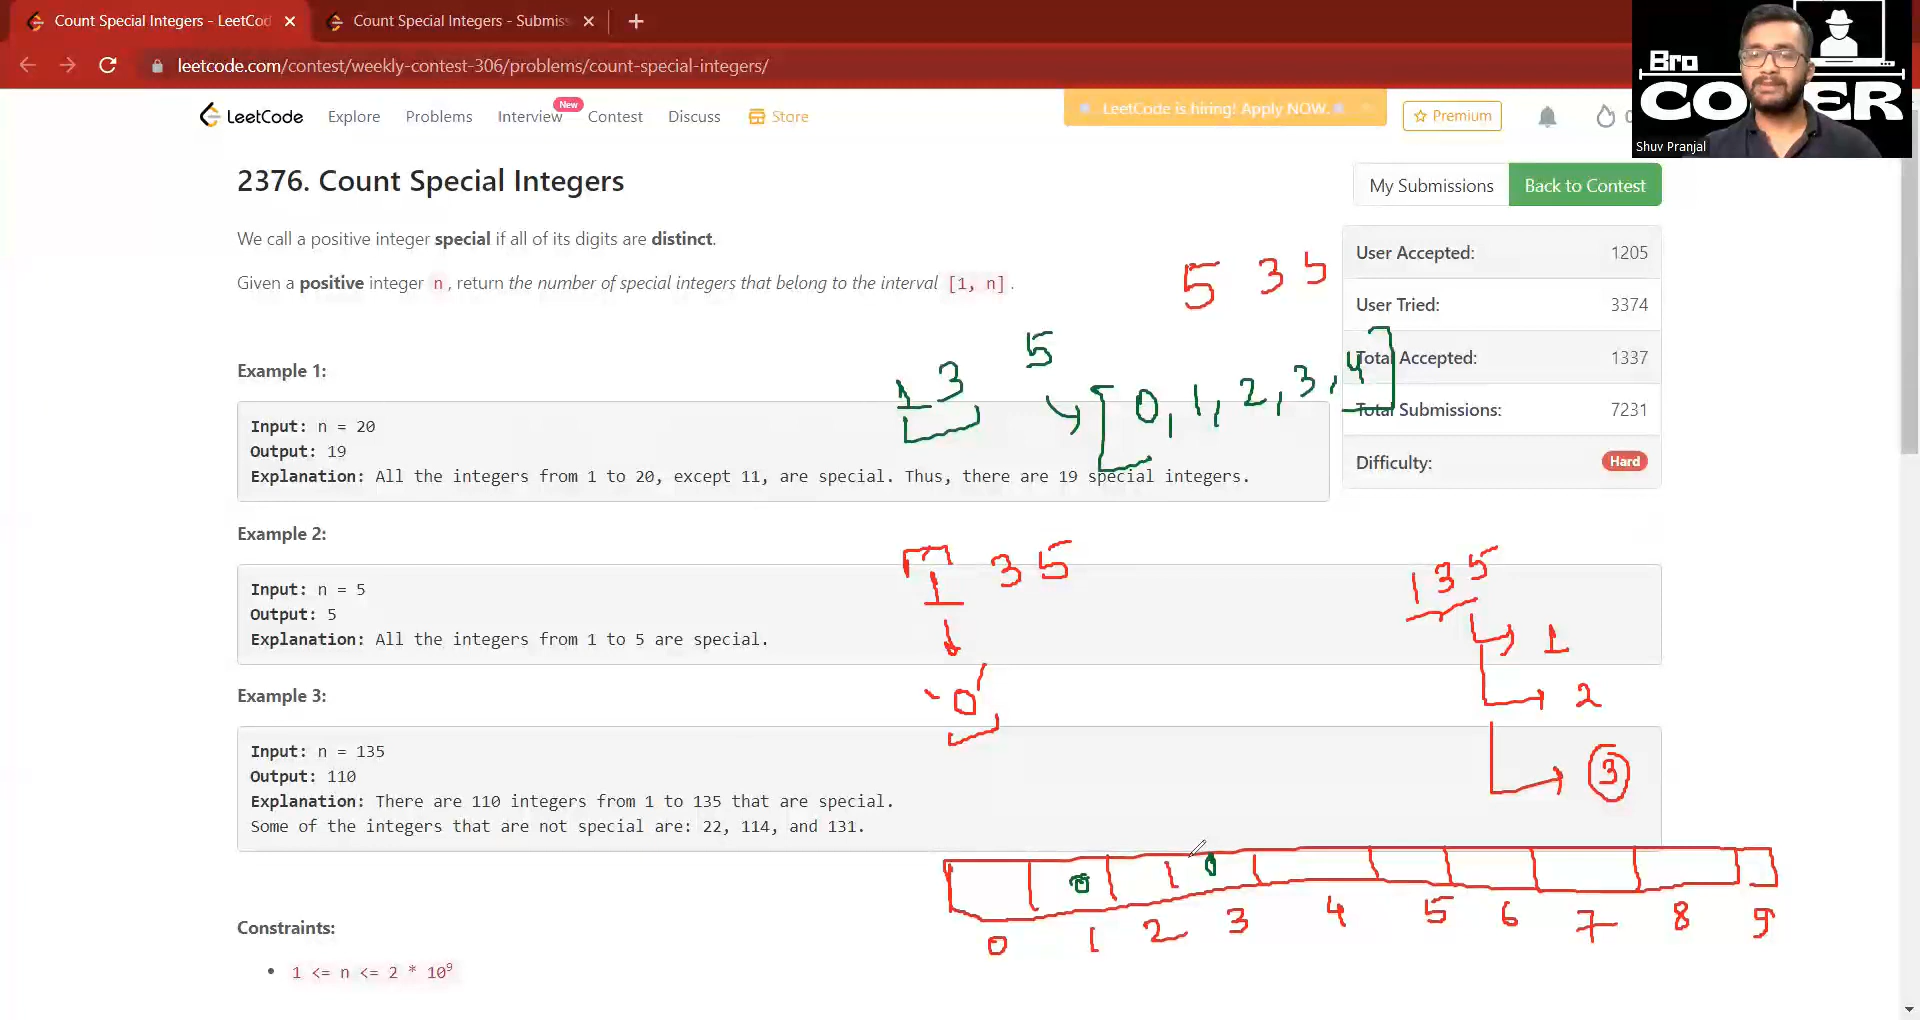 Count Special Integers - LeetCod
Count Special Integers - Submiss
leetcode.com/contest/weekly-contest-306/problems/count-special-integers/
Bro
CODER
Shuv Pranjal
LeetCode
Explore
Problems
Interview
New
Contest
Discuss
Store
LeetCode is hiring! Apply NOW.
Premium
0
2376. Count Special Integers
My Submissions
Back to Contest
We call a positive integer special if all of its digits are distinct.
Given a positive integer n, return the number of special integers that belong to the interval [1, n].
5 3 5
User Accepted: 1205
User Tried: 3374
Total Accepted: 1337
Total Submissions: 7231
Difficulty: Hard
1 3 5
[0, 1, 2, 3, 4]
Example 1:
Input: n = 20
Output: 19
Explanation: All the integers from 1 to 20, except 11, are special. Thus, there are 19 special integers.
Example 2:
Input: n = 5
Output: 5
Explanation: All the integers from 1 to 5 are special.
1 3 5
'0'
1 3 5
1
2
3
Example 3:
Input: n = 135
Output: 110
Explanation: There are 110 integers from 1 to 135 that are special.
Some of the integers that are not special are: 22, 114, and 131.
0 0
0 1 2 3 4 5 6 7 8 9
Constraints:
1 <= n <= 2 * 10⁹